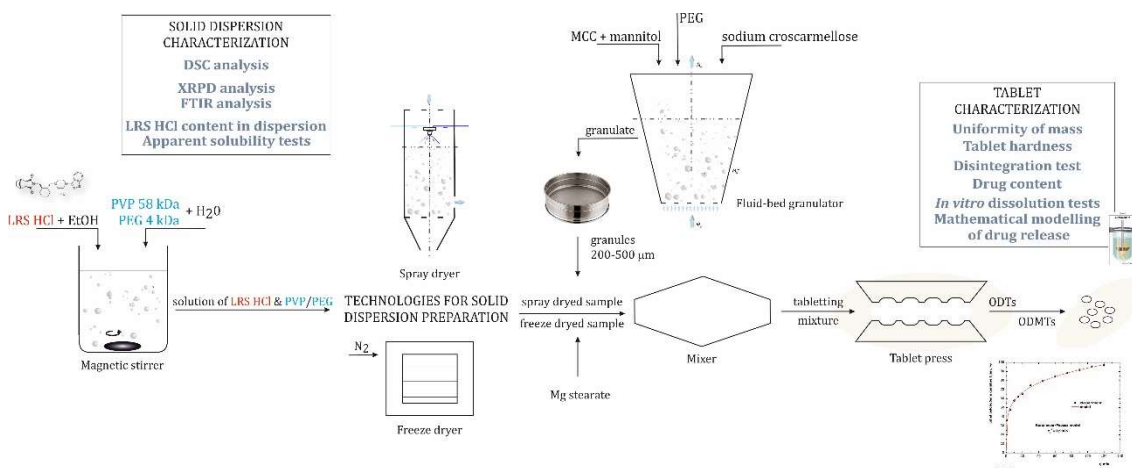 SOLID DISPERSION
CHARACTERIZATION
DSC analysis
XRPD analysis
FTIR analysis
LRS HCl content in dispersion
Apparent solubility tests
LRS HCl + EtOH
PVP 58 kDa
PEG 4 kDa
+ H2O
Magnetic stirrer
solution of LRS HCl & PVP/PEG
Spray dryer
TECHNOLOGIES FOR SOLID
DISPERSION PREPARATION
N2
Freeze dryer
PEG
MCC + mannitol
sodium croscarmellose
granulate
Fluid-bed granulator
granules
200-500 µm
spray dried sample
freeze dried sample
Mg stearate
Mixer
tabletting
mixture
Tablet press
ODTs
ODMTs
TABLET
CHARACTERIZATION
Uniformity of mass
Tablet hardness
Disintegration test
Drug content
In vitro dissolution tests
Mathematical modelling
of drug release